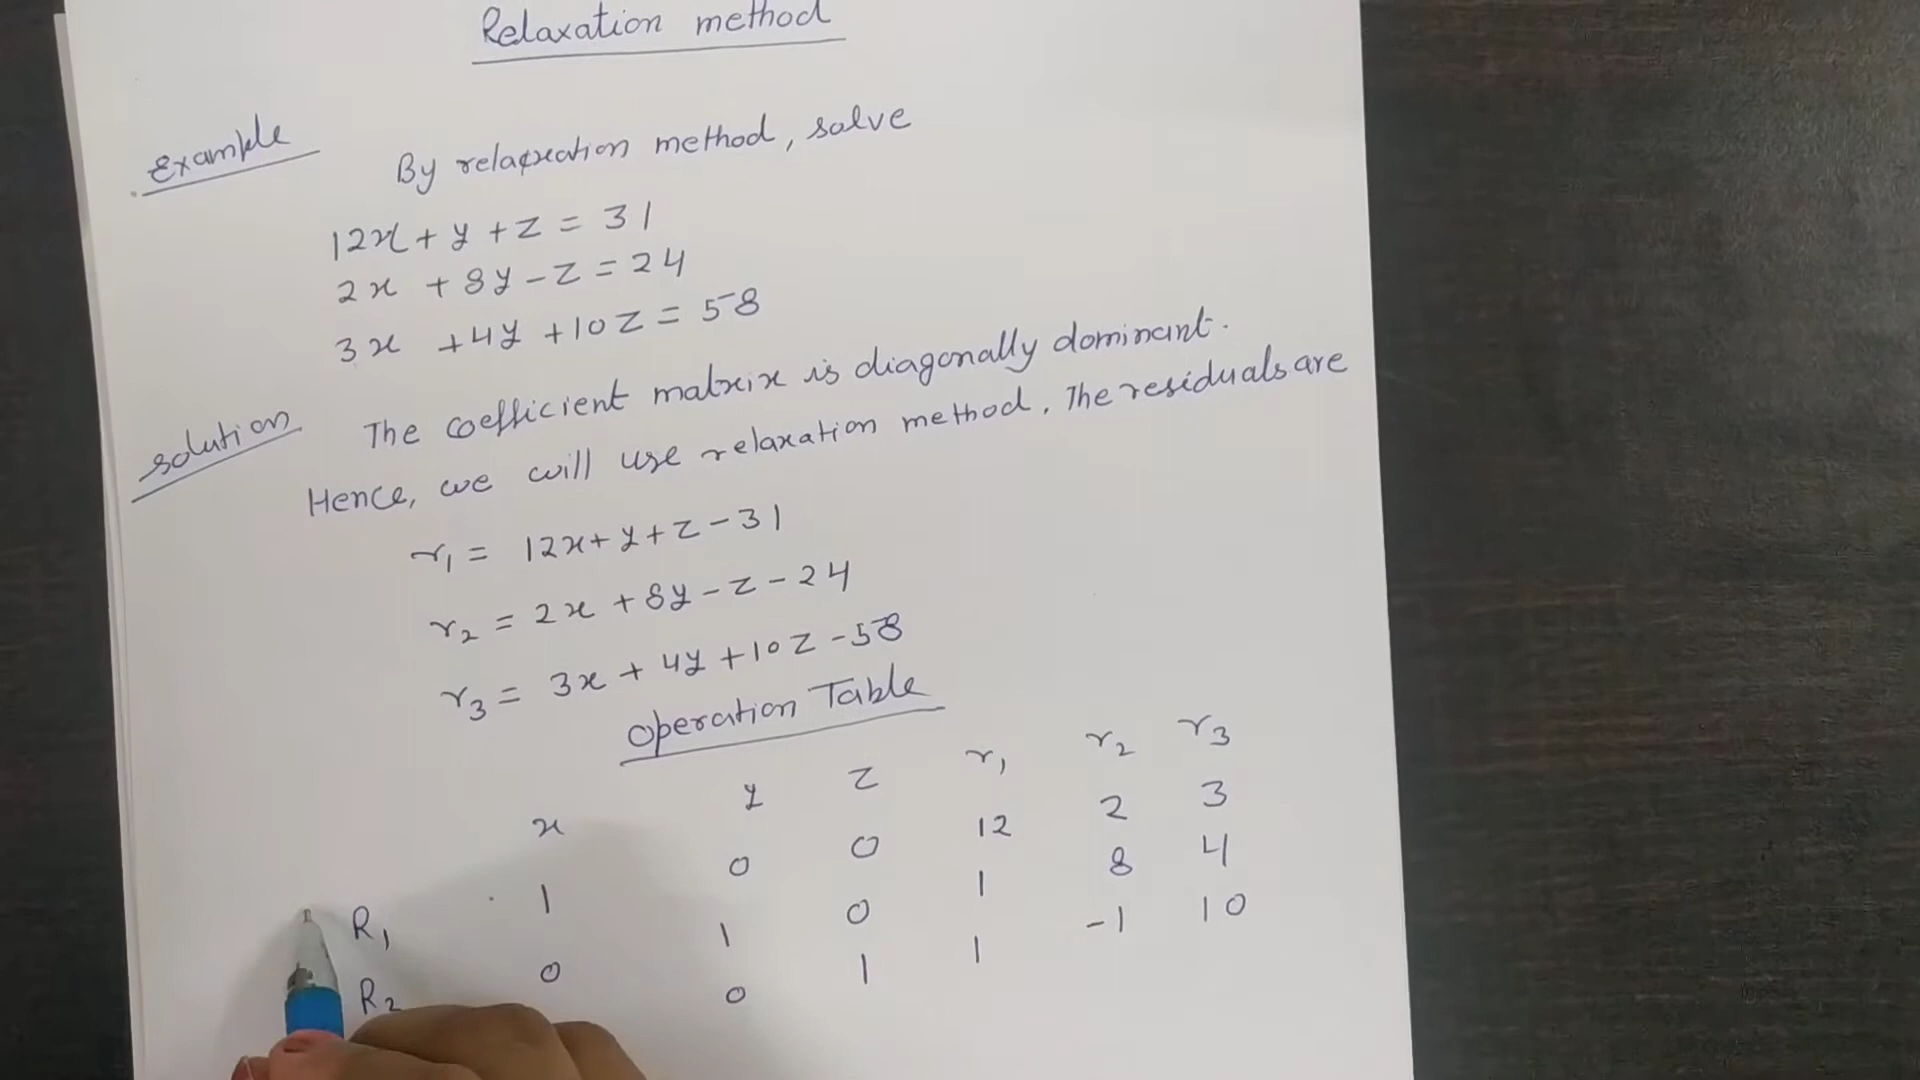 Relaxation method
Example By relaxation method, solve
12x + y + z = 31
2x + 8y - z = 24
3x + 4y + 10z = 58
solution The coefficient matrix is diagonally dominant.
Hence, we will use relaxation method, The residuals are
r₁ = 12x + y + z - 31
r₂ = 2x + 8y - z - 24
r₃ = 3x + 4y + 10z - 58
operation Table
x y z r₁ r₂ r₃
R₁ 1 0 0 12 2 3
R₂ 0 1 0 1 8 4
0 0 1 1 -1 10